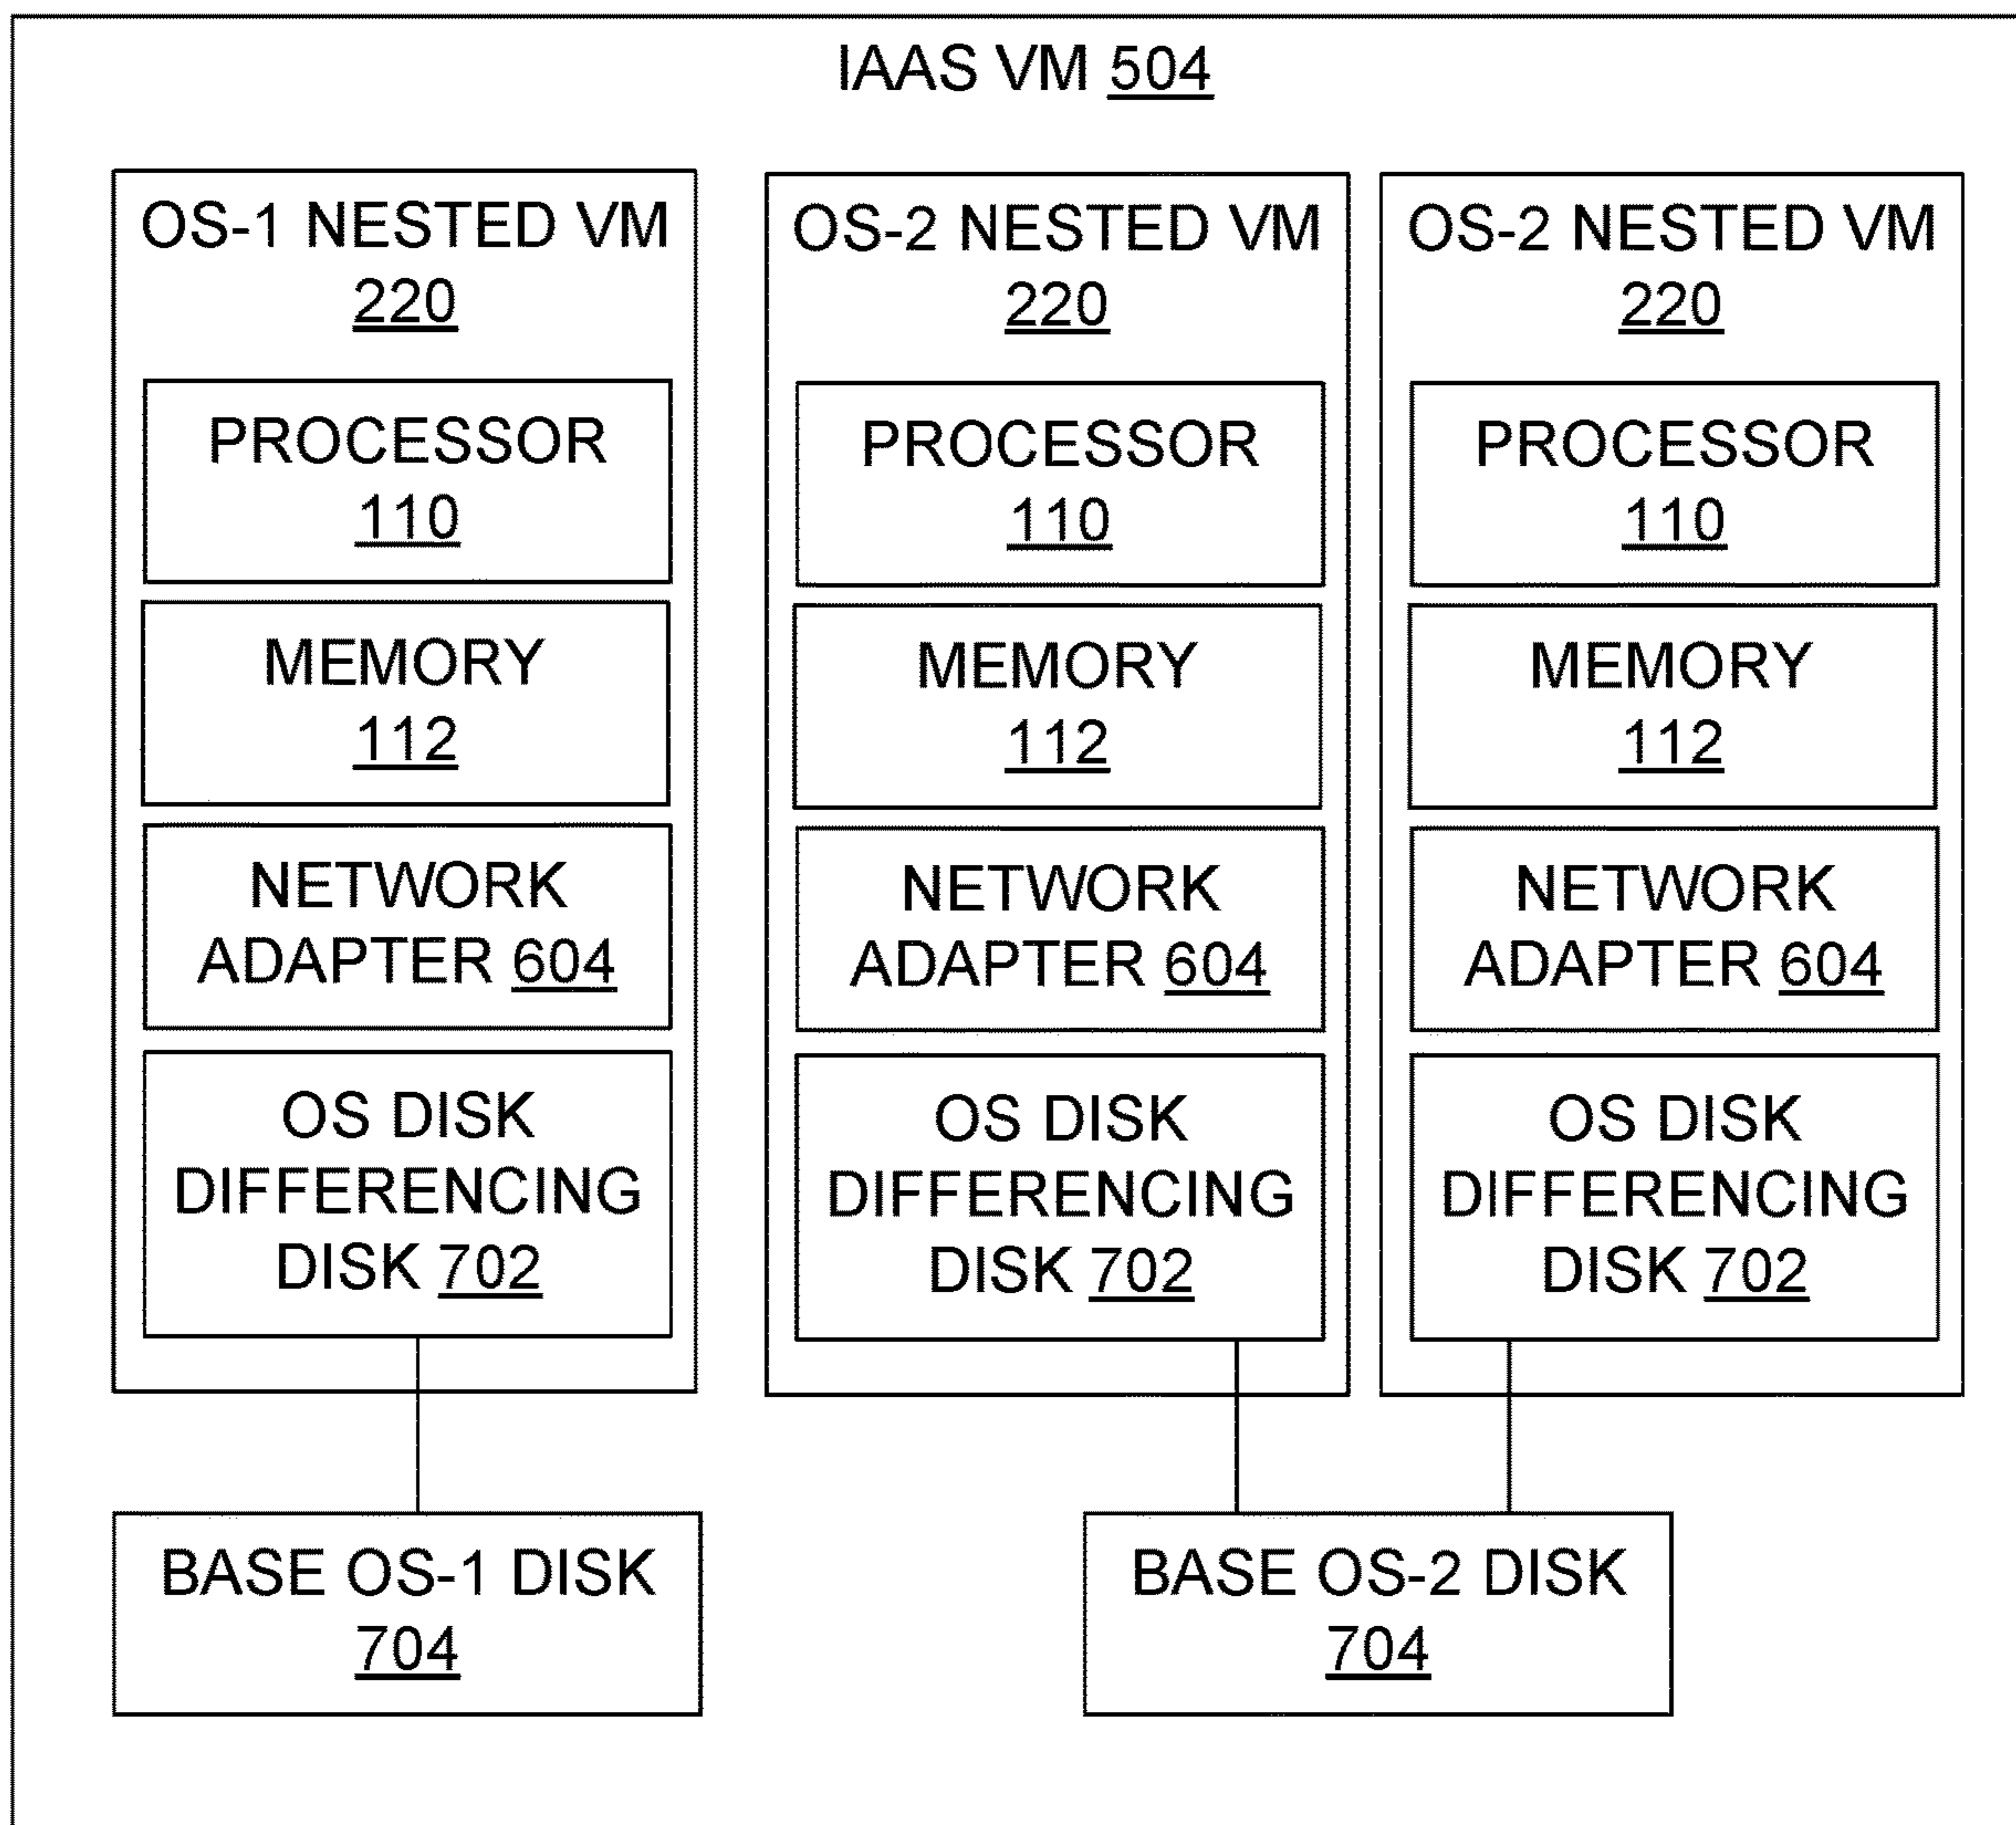 IAAS VM 504
OS-1 NESTED VM
220
PROCESSOR
110
MEMORY
112
NETWORK
ADAPTER 604
OS DISK
DIFFERENCING
DISK 702
OS-2 NESTED VM
220
PROCESSOR
110
MEMORY
112
NETWORK
ADAPTER 604
OS DISK
DIFFERENCING
DISK 702
OS-2 NESTED VM
220
PROCESSOR
110
MEMORY
112
NETWORK
ADAPTER 604
OS DISK
DIFFERENCING
DISK 702
BASE OS-1 DISK
704
BASE OS-2 DISK
704